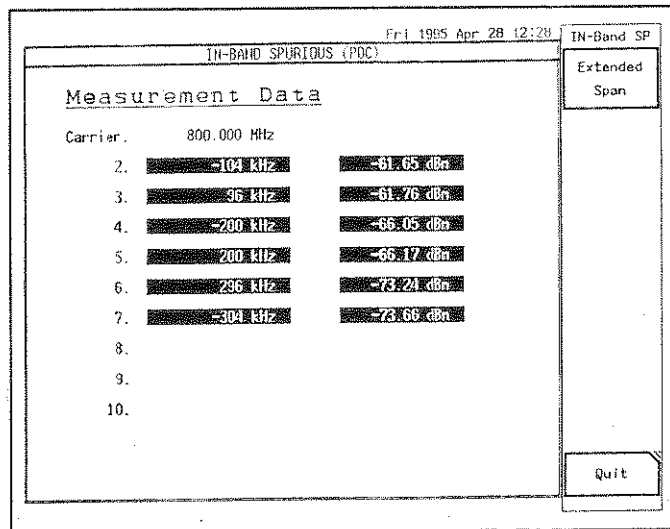 Fri 1995 Apr 28 12:28
IN-Band SP
IN-BAND SPURIOUS (PDC)
Extended
Span
Measurement Data
Carrier. 800.000 MHz
2. -104 kHz -61.65 dBm
3. 96 kHz -61.76 dBm
4. -200 kHz -66.05 dBm
5. 200 kHz -66.17 dBm
6. 296 kHz -73.24 dBm
7. -304 kHz -73.66 dBm
8.
9.
10.
Quit